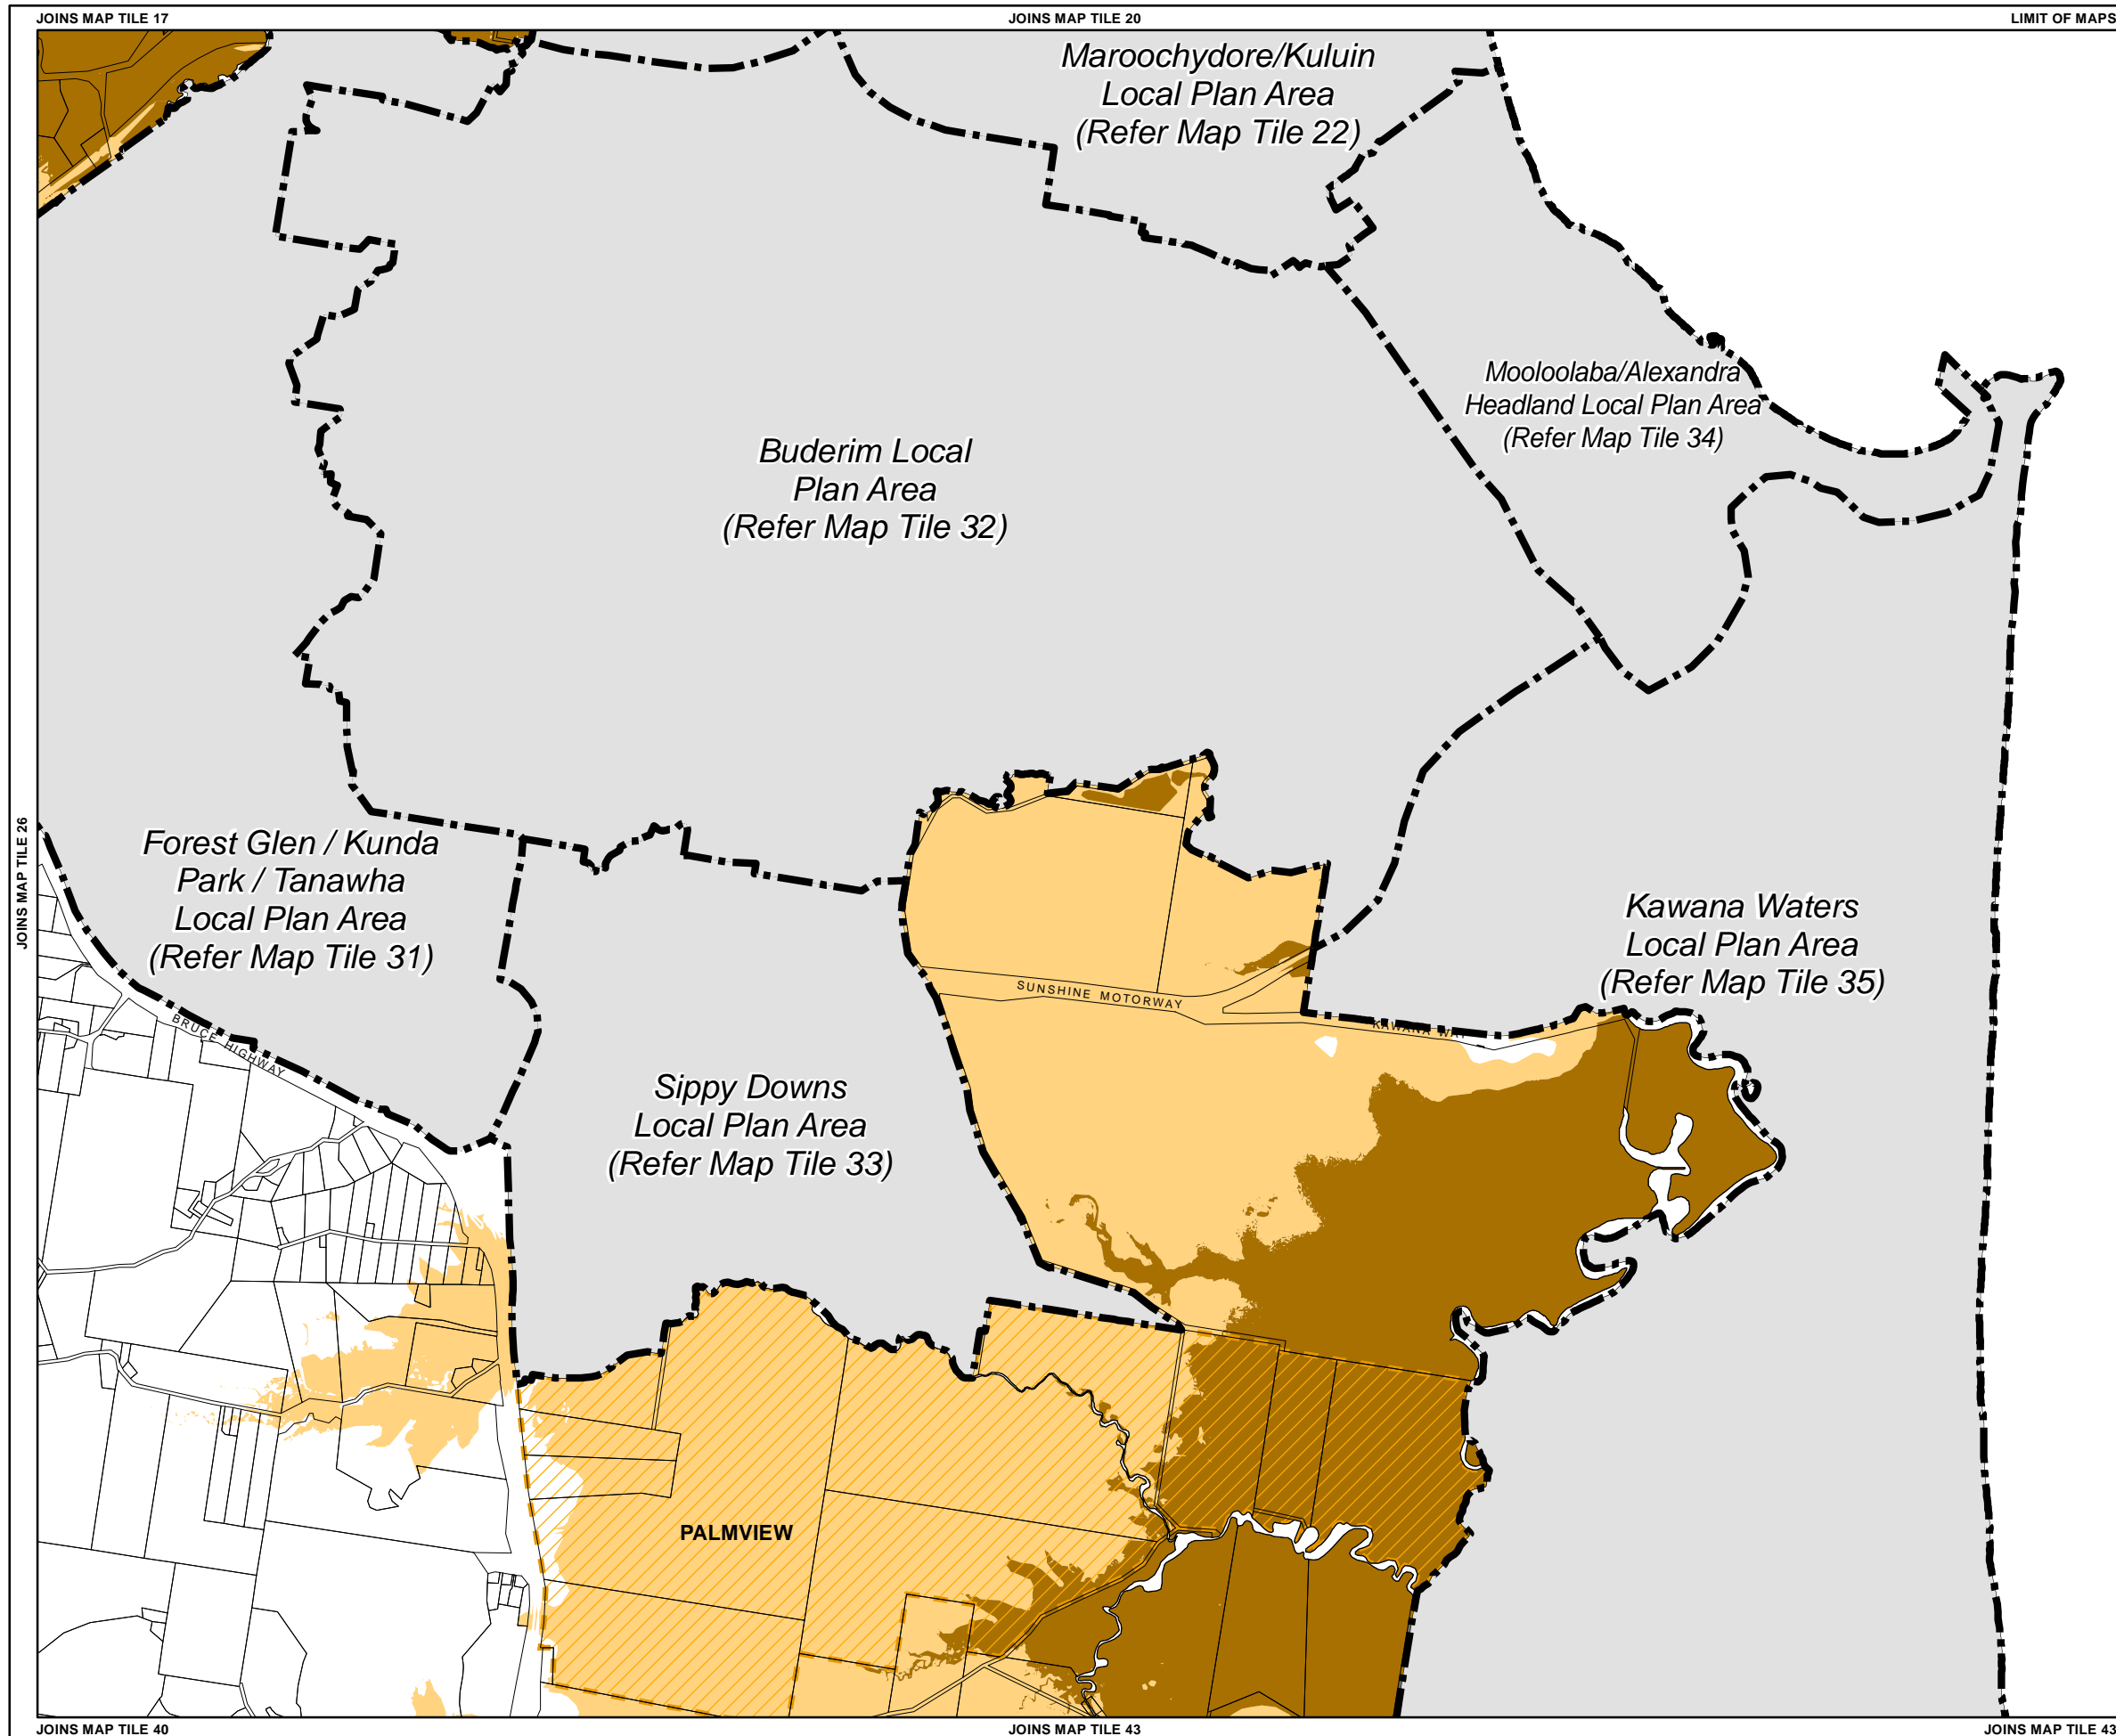 JOINS MAP TILE 17
JOINS MAP TILE 20
LIMIT OF MAPS
Maroochydore/Kuluin
Local Plan Area
(Refer Map Tile 22)
Mooloolaba/Alexandra
Headland Local Plan Area
(Refer Map Tile 34)
Buderim Local
Plan Area
(Refer Map Tile 32)
JOINS MAP TILE 26
Forest Glen / Kunda
Park / Tanawha
Local Plan Area
(Refer Map Tile 31)
Kawana Waters
Local Plan Area
(Refer Map Tile 35)
SUNSHINE MOTORWAY
KAWANA WA
BRUCE HIGHWAY
Sippy Downs
Local Plan Area
(Refer Map Tile 33)
PALMVIEW
JOINS MAP TILE 40
JOINS MAP TILE 43
JOINS MAP TILE 43